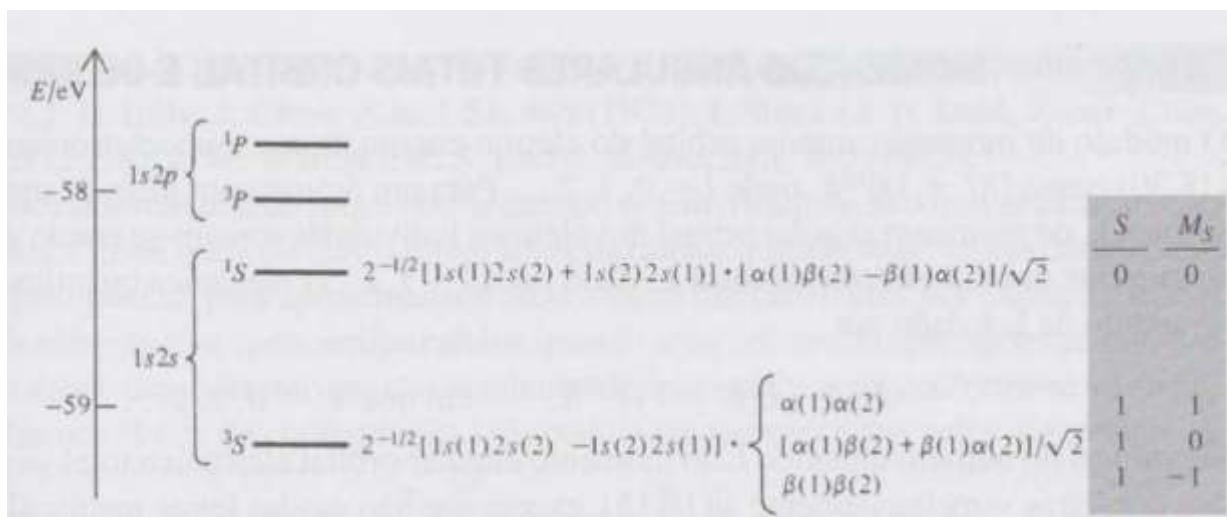 E/eV
¹P
1s2p
−58
³P
S M_S
¹S 2^{−1/2}[1s(1)2s(2) + 1s(2)2s(1)] • [α(1)β(2) − β(1)α(2)]/√2 0 0
1s2s
−59
α(1)α(2) 1 1
³S 2^{−1/2}[1s(1)2s(2) − 1s(2)2s(1)] • [α(1)β(2) + β(1)α(2)]/√2 1 0
β(1)β(2) 1 −1